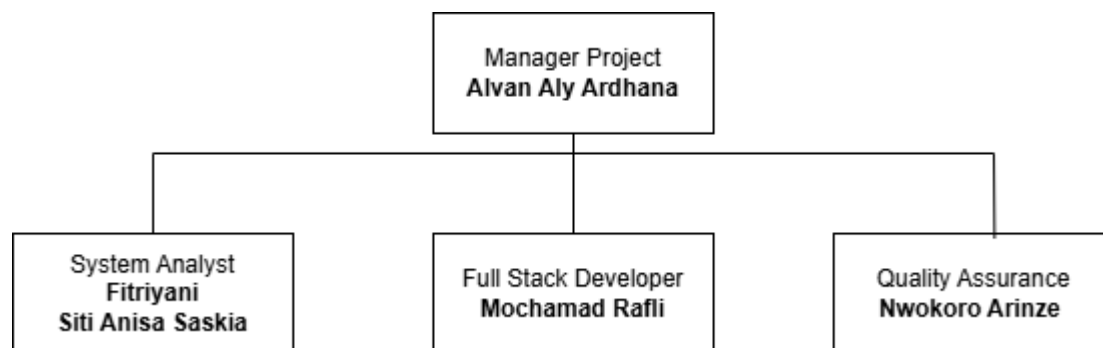 Manager Project
Alvan Aly Ardhana
System Analyst
Fitriyani
Siti Anisa Saskia
Full Stack Developer
Mochamad Rafli
Quality Assurance
Nwokoro Arinze